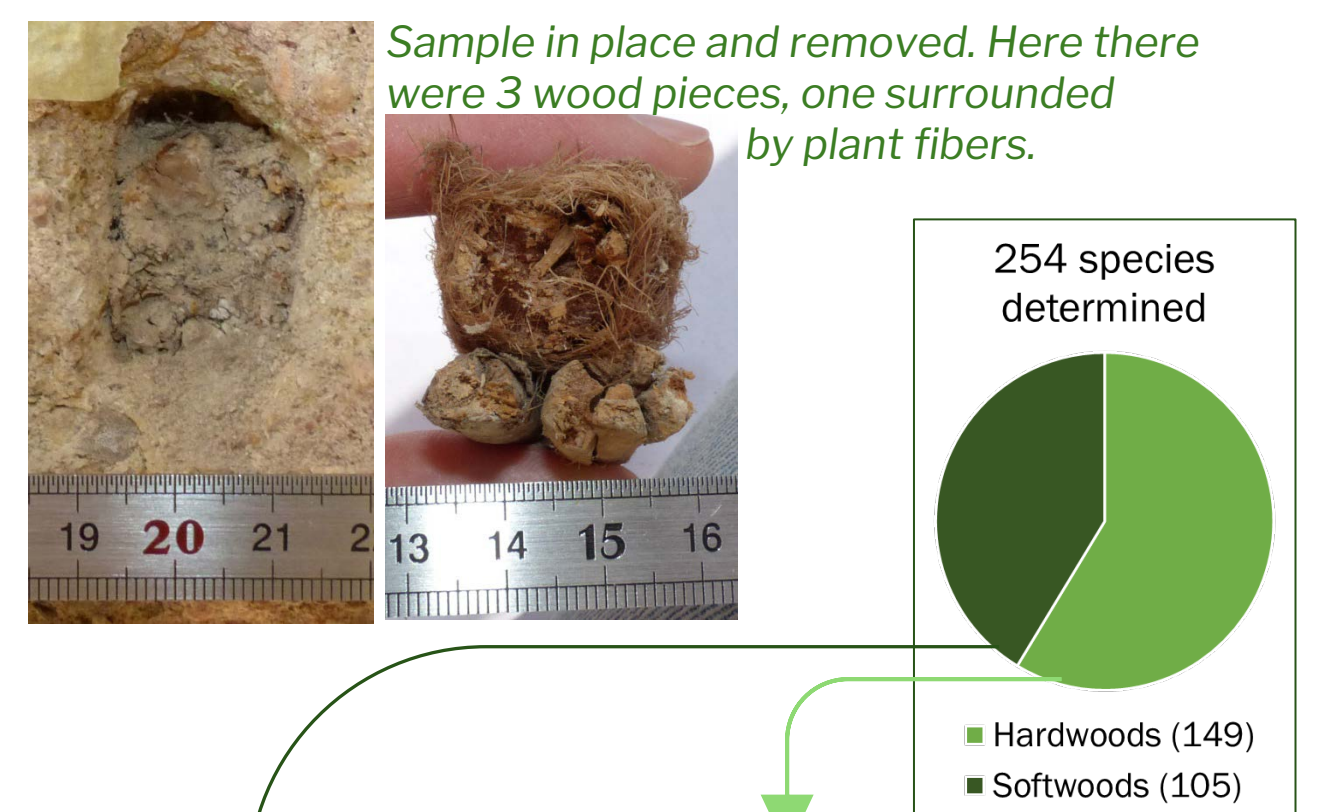 Sample in place and removed. Here there
were 3 wood pieces, one surrounded
by plant fibers.
19 20 21 2
13 14 15 16
254 species
determined
Hardwoods (149)
Softwoods (105)